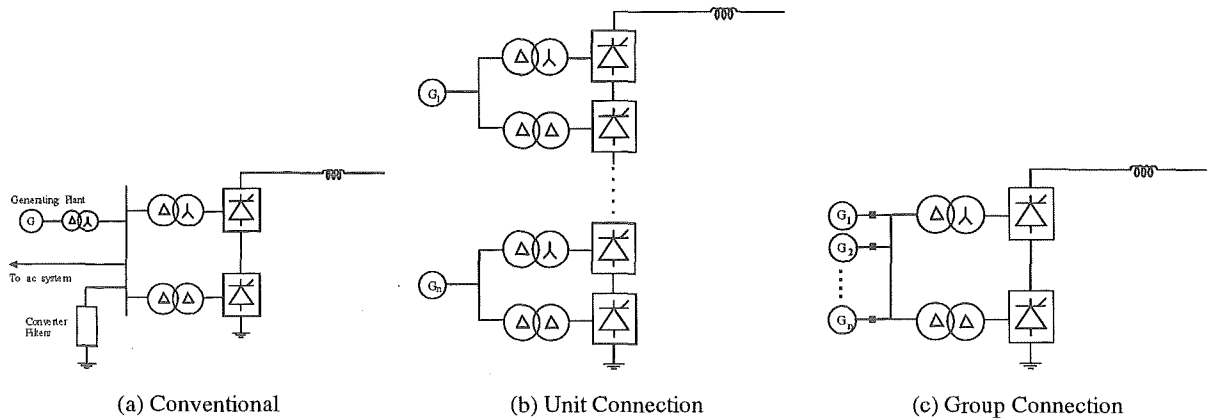 Generating Plant
G
To ac system
Converter
Filters
(a) Conventional
G1
Gn
(b) Unit Connection
G1
G2
Gn
(c) Group Connection